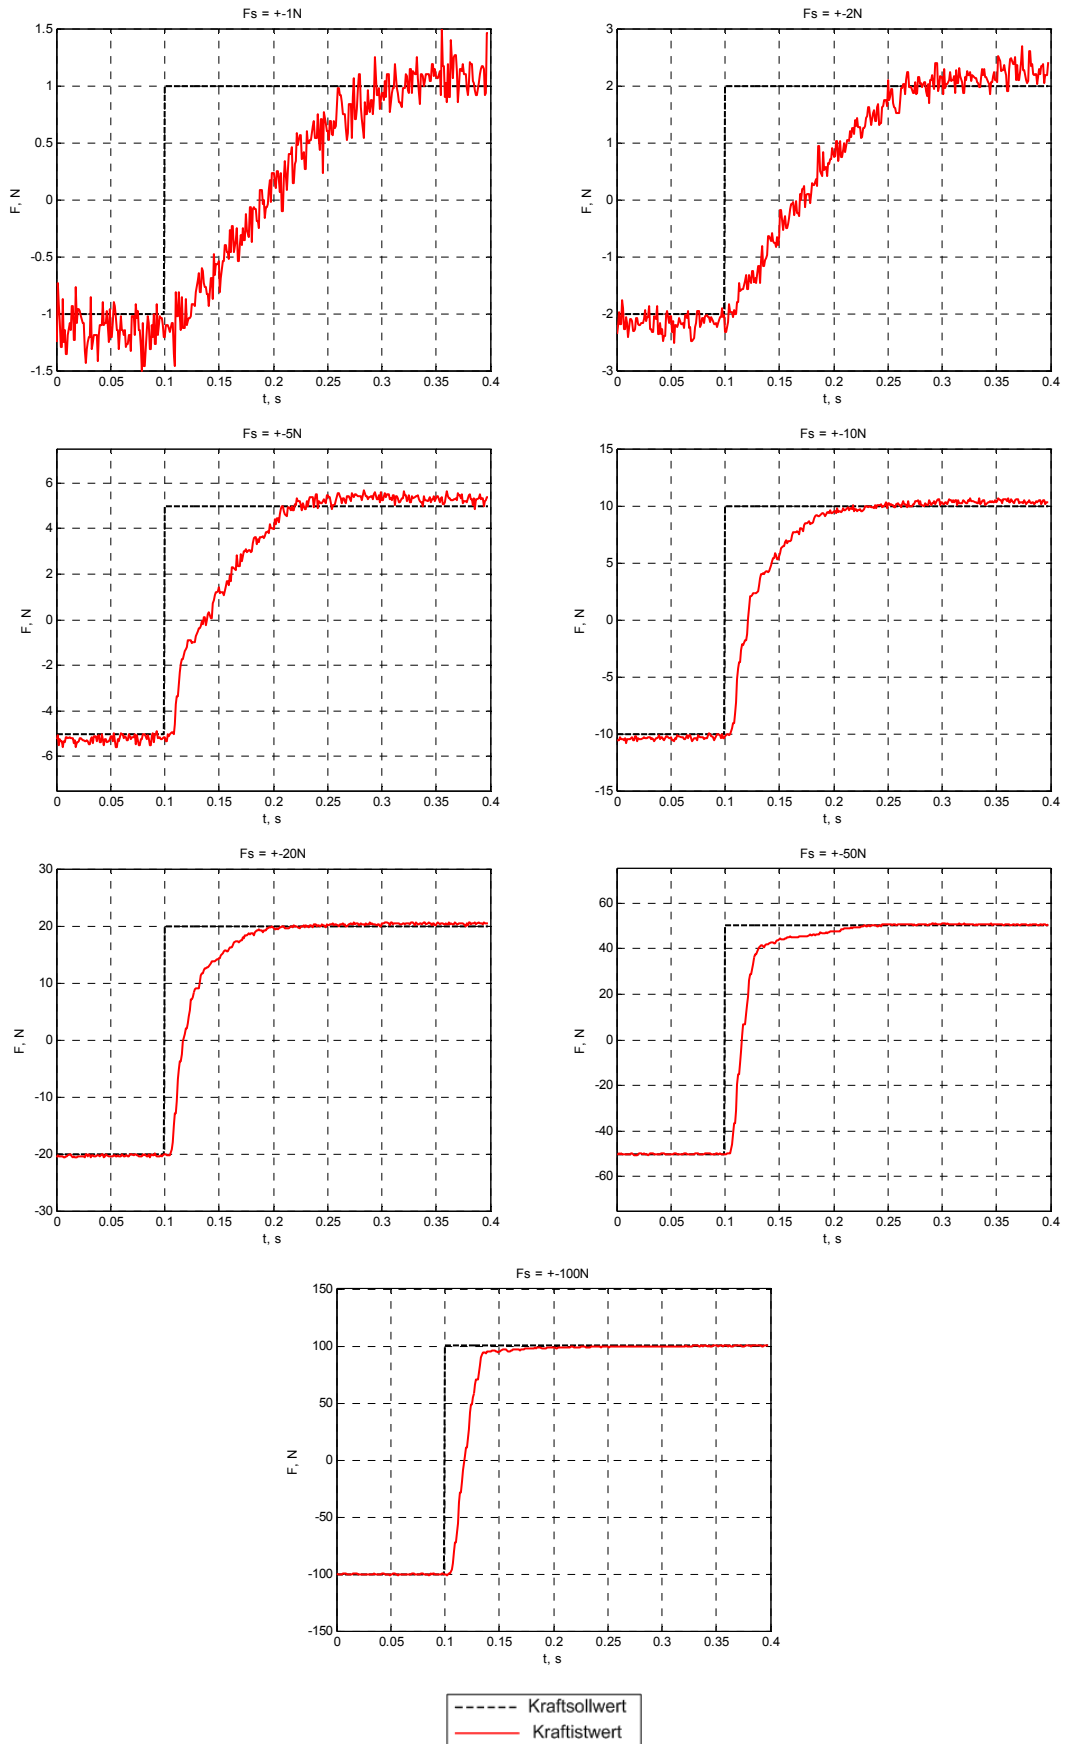 Fs = +-1N
1.5
1
0.5
0
-0.5
-1
-1.5
F, N
0 0.05 0.1 0.15 0.2 0.25 0.3 0.35 0.4
t, s
Fs = +-2N
3
2
1
0
-1
-2
-3
F, N
0 0.05 0.1 0.15 0.2 0.25 0.3 0.35 0.4
t, s
Fs = +-5N
6
4
2
0
-2
-4
-6
F, N
0 0.05 0.1 0.15 0.2 0.25 0.3 0.35 0.4
t, s
Fs = +-10N
15
10
5
0
-5
-10
-15
F, N
0 0.05 0.1 0.15 0.2 0.25 0.3 0.35 0.4
t, s
Fs = +-20N
30
20
10
0
-10
-20
-30
F, N
0 0.05 0.1 0.15 0.2 0.25 0.3 0.35 0.4
t, s
Fs = +-50N
60
40
20
0
-20
-40
-60
F, N
0 0.05 0.1 0.15 0.2 0.25 0.3 0.35 0.4
t, s
Fs = +-100N
150
100
50
0
-50
-100
-150
F, N
0 0.05 0.1 0.15 0.2 0.25 0.3 0.35 0.4
t, s
Kraftsollwert
Kraftistwert